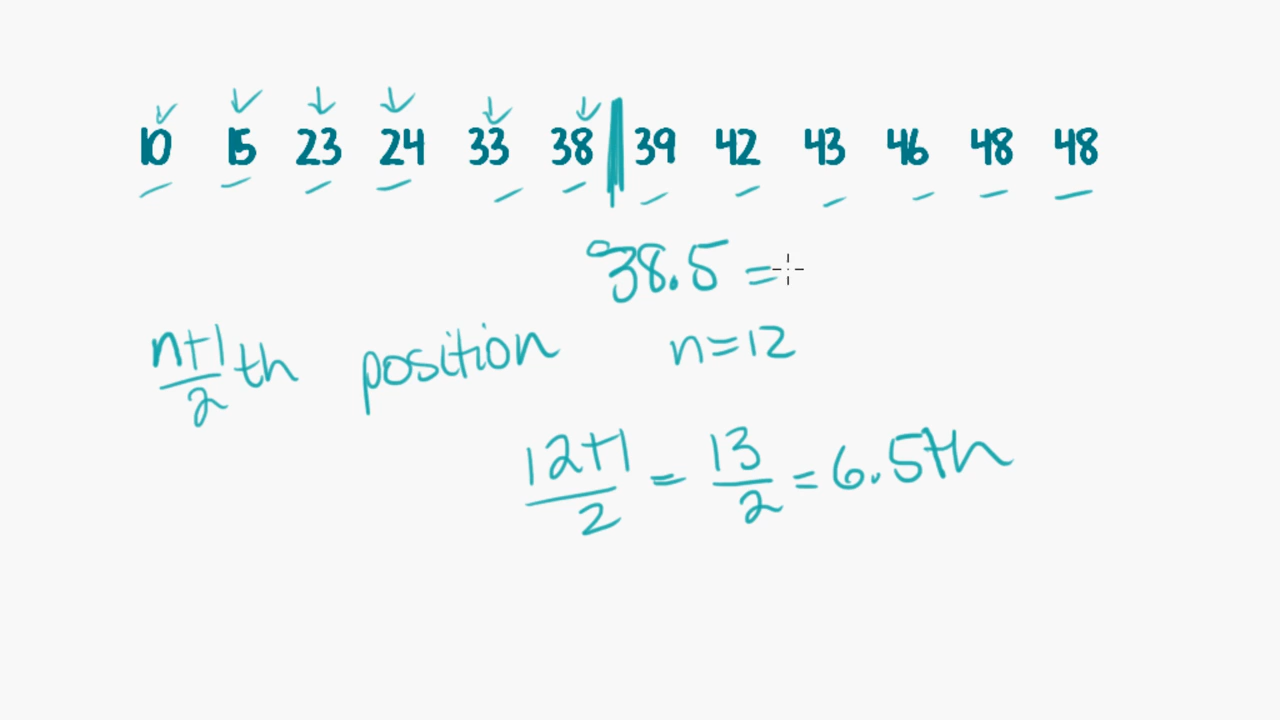 10 15 23 24 33 38 39 42 43 46 48 48
38.5 =
n+1/2 th position n=12
12+1/2 = 13/2 = 6.5th